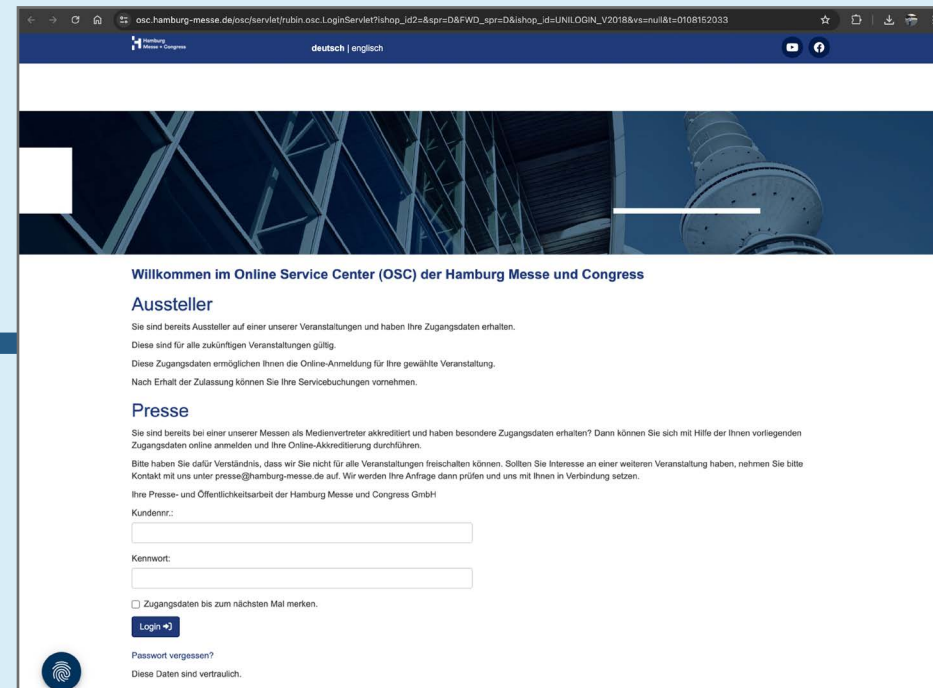 osc.hamburg-messe.de/osc/servlet/rubin.osc.LoginServlet?ishop_id2=&spr=D&FWD_spr=D&ishop_id=UNILOGIN_V2018&vs=null&t=0108152033
Hamburg
Messe + Congress
deutsch | englisch
Willkommen im Online Service Center (OSC) der Hamburg Messe und Congress
Aussteller
Sie sind bereits Aussteller auf einer unserer Veranstaltungen und haben Ihre Zugangsdaten erhalten.
Diese sind für alle zukünftigen Veranstaltungen gültig.
Diese Zugangsdaten ermöglichen Ihnen die Online-Anmeldung für Ihre gewählte Veranstaltung.
Nach Erhalt der Zulassung können Sie Ihre Servicebuchungen vornehmen.
Presse
Sie sind bereits bei einer unserer Messen als Medienvertreter akkreditiert und haben besondere Zugangsdaten erhalten? Dann können Sie sich mit Hilfe der Ihnen vorliegenden
Zugangsdaten online anmelden und Ihre Online-Akkreditierung durchführen.
Bitte haben Sie dafür Verständnis, dass wir Sie nicht für alle Veranstaltungen freischalten können. Sollten Sie Interesse an einer weiteren Veranstaltung haben, nehmen Sie bitte
Kontakt mit uns unter presse@hamburg-messe.de auf. Wir werden Ihre Anfrage dann prüfen und uns mit Ihnen in Verbindung setzen.
Ihre Presse- und Öffentlichkeitsarbeit der Hamburg Messe und Congress GmbH
Kundennr.:
Kennwort:
Zugangsdaten bis zum nächsten Mal merken.
Login
Passwort vergessen?
Diese Daten sind vertraulich.